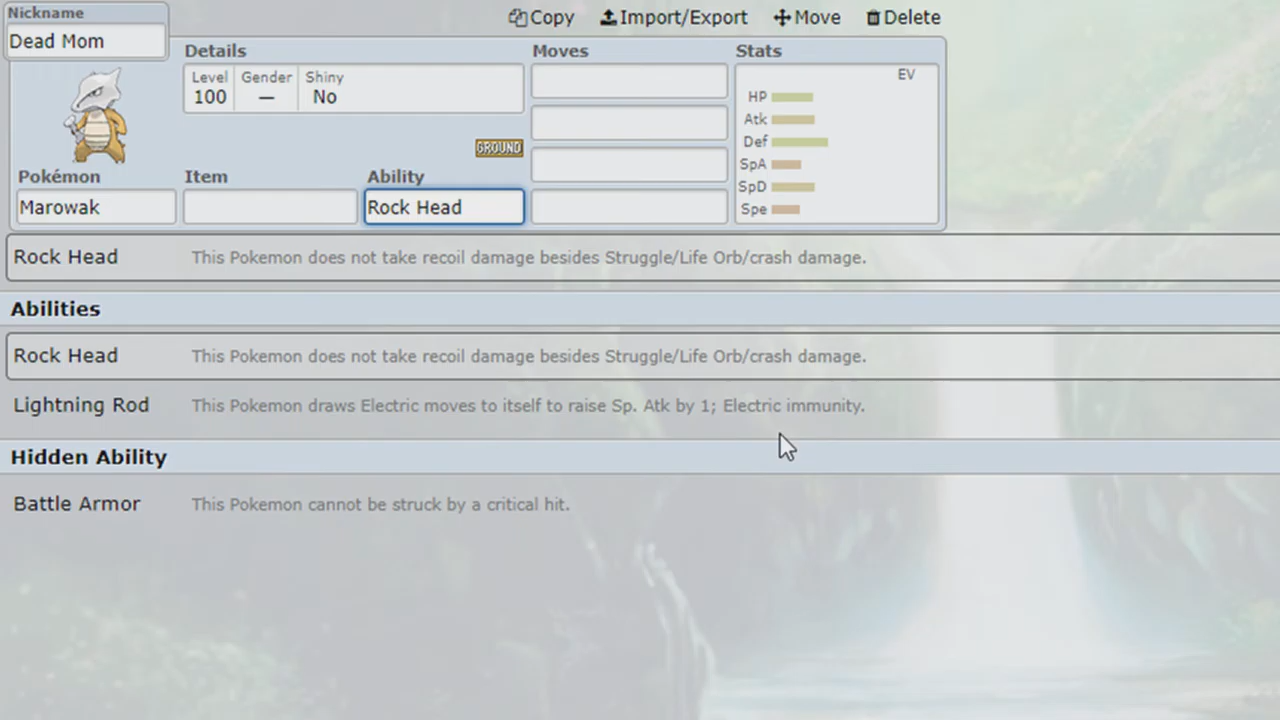 Nickname
Dead Mom
Copy Import/Export Move Delete
Details
Moves
Stats
Level Gender Shiny
100 — No
EV
HP
Atk
Def
SpA
SpD
Spe
GROUND
Pokémon Item Ability
Marowak Rock Head
Rock Head This Pokemon does not take recoil damage besides Struggle/Life Orb/crash damage.
Abilities
Rock Head This Pokemon does not take recoil damage besides Struggle/Life Orb/crash damage.
Lightning Rod This Pokemon draws Electric moves to itself to raise Sp. Atk by 1; Electric immunity.
Hidden Ability
Battle Armor This Pokemon cannot be struck by a critical hit.